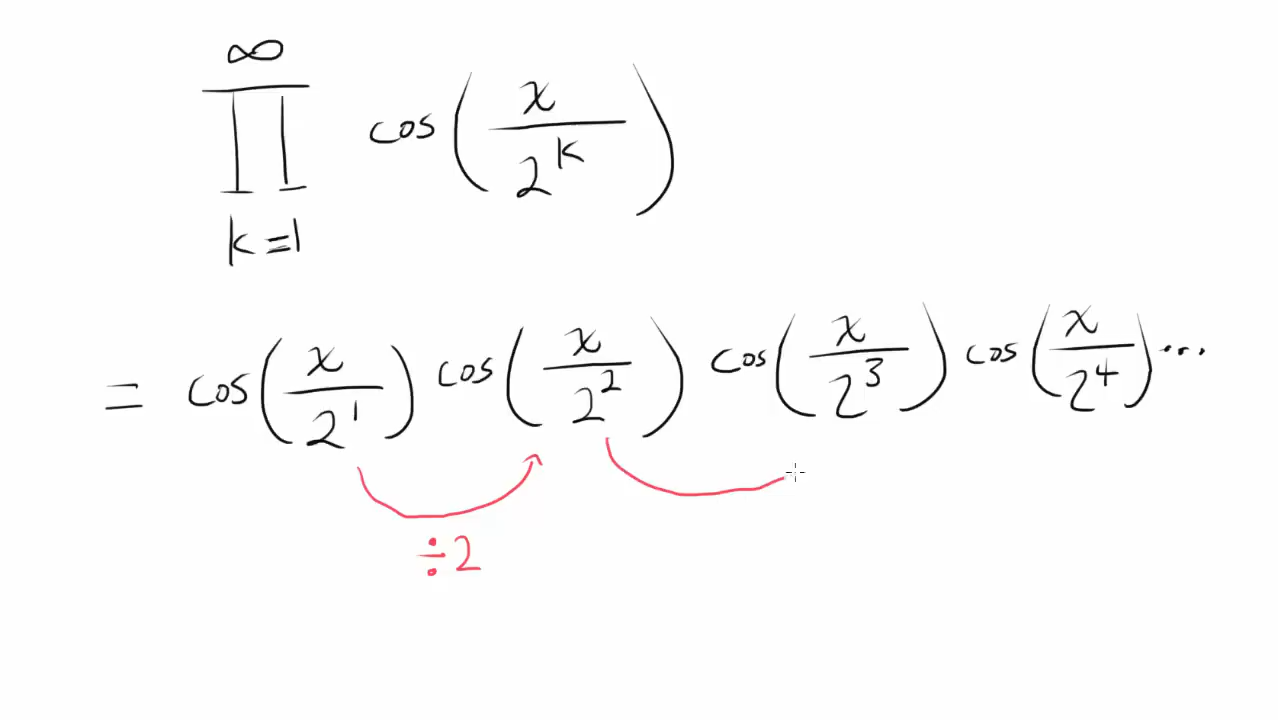 ∞
∏ cos(x/2^k)
k=1
= cos(x/2^1) cos(x/2^2) cos(x/2^3) cos(x/2^4) ...
÷2